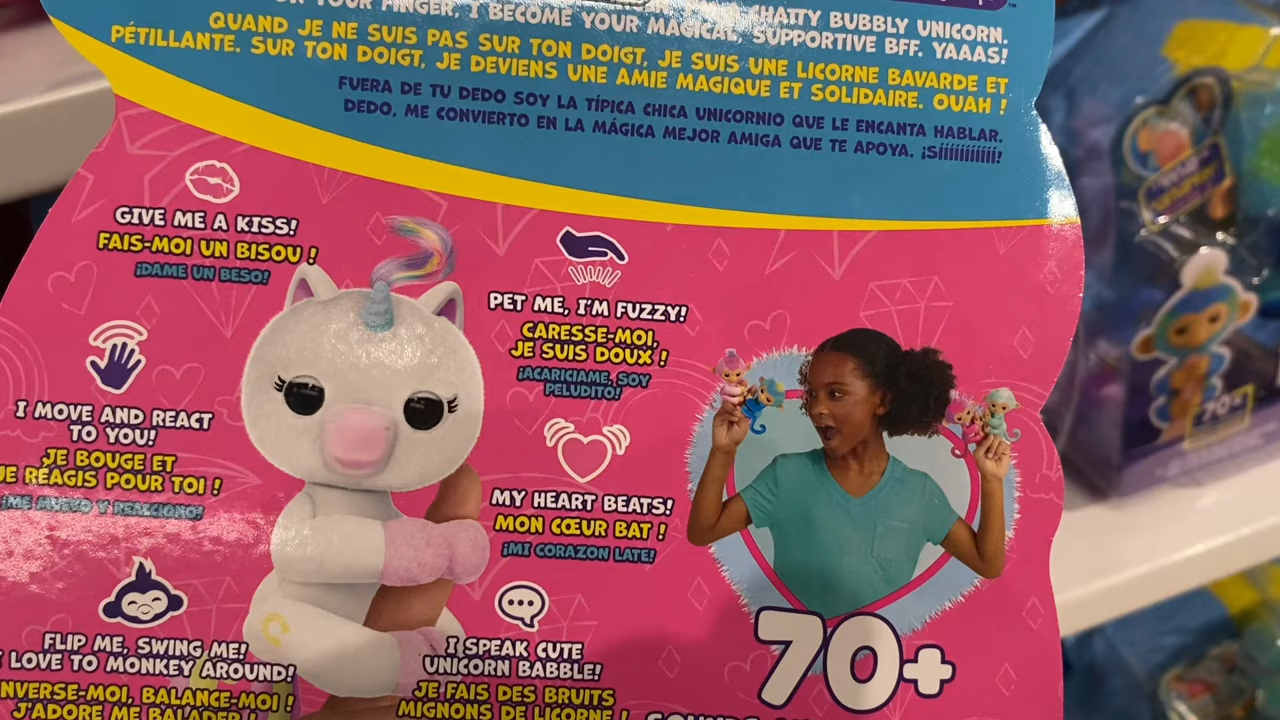 YOUR FINGER, I BECOME YOUR MAGICAL, SUPPORTIVE BFF. YAAAS!
CHATTY BUBBLY UNICORN.
QUAND JE NE SUIS PAS SUR TON DOIGT, JE SUIS UNE LICORNE BAVARDE ET
PÉTILLANTE. SUR TON DOIGT, JE DEVIENS UNE AMIE MAGIQUE ET SOLIDAIRE. OUAH !
FUERA DE TU DEDO SOY LA TÍPICA CHICA UNICORNIO QUE LE ENCANTA HABLAR.
DEDO, ME CONVIERTO EN LA MÁGICA MEJOR AMIGA QUE TE APOYA. ¡SÍÍÍÍÍÍÍÍÍÍ!
GIVE ME A KISS!
FAIS-MOI UN BISOU !
¡DAME UN BESO!
PET ME, I'M FUZZY!
CARESSE-MOI,
JE SUIS DOUX !
¡ACARICIAME, SOY
PELUDITO!
I MOVE AND REACT
TO YOU!
JE BOUGE ET
JE RÉAGIS POUR TOI !
¡ME MUEVO Y REACCIONO!
MY HEART BEATS!
MON CŒUR BAT !
¡MI CORAZON LATE!
FLIP ME, SWING ME!
I LOVE TO MONKEY AROUND!
INVERSE-MOI, BALANCE-MOI !
J'ADORE ME BALADER !
I SPEAK CUTE
UNICORN BABBLE!
JE FAIS DES BRUITS
MIGNONS DE LICORNE !
70+
70+